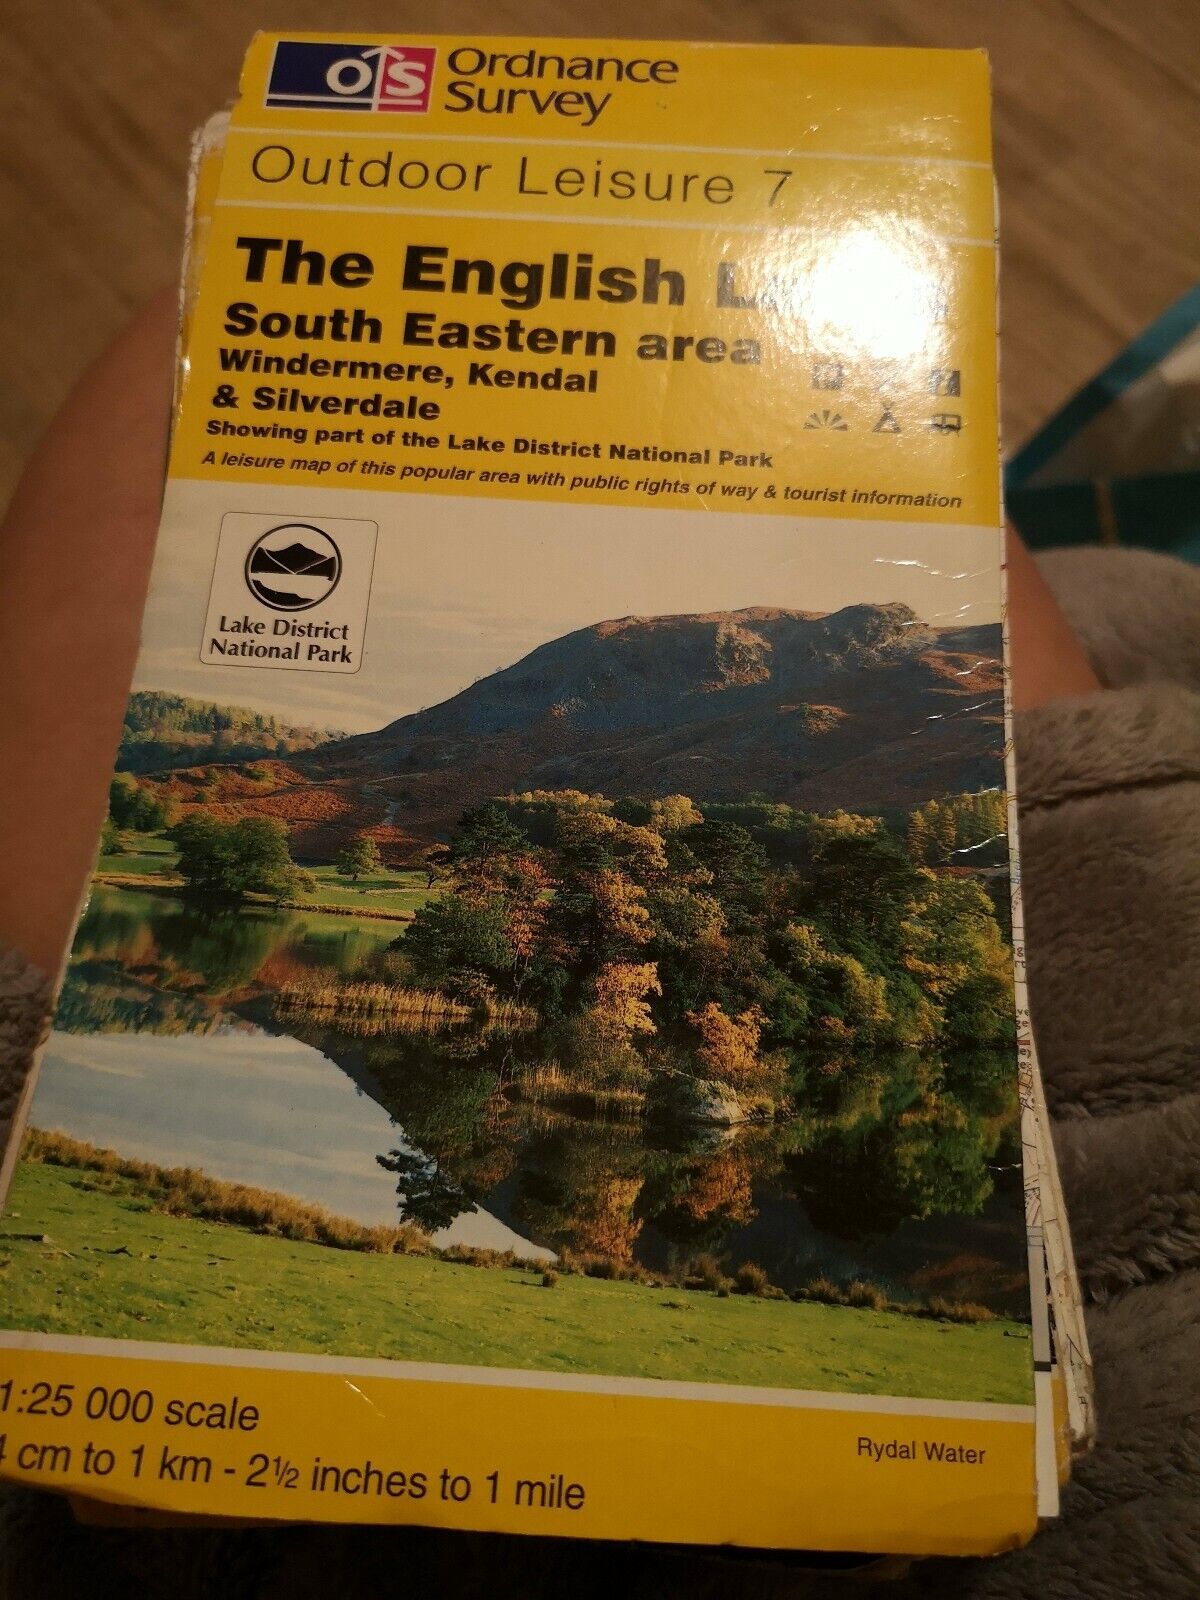 OS Ordnance
Survey
Outdoor Leisure 7
The English
South Eastern area
Windermere, Kendal
& Silverdale
Showing part of the Lake District National Park
A leisure map of this popular area with public rights of way & tourist information
Lake District
National Park
1:25 000 scale
4 cm to 1 km - 2½ inches to 1 mile
Rydal Water